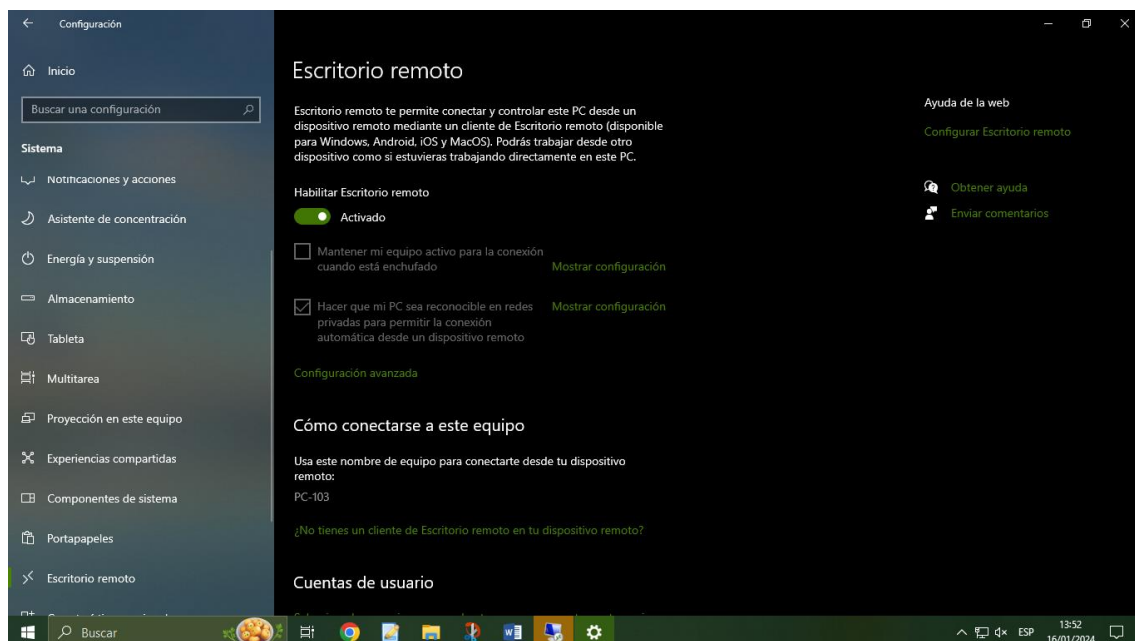 Configuración
Inicio
Buscar una configuración
Sistema
Notificaciones y acciones
Asistente de concentración
Energía y suspensión
Almacenamiento
Tableta
Multitarea
Proyección en este equipo
Experiencias compartidas
Componentes de sistema
Portapapeles
Escritorio remoto
Escritorio remoto
Escritorio remoto te permite conectar y controlar este PC desde un
dispositivo remoto mediante un cliente de Escritorio remoto (disponible
para Windows, Android, iOS y MacOS). Podrás trabajar desde otro
dispositivo como si estuvieras trabajando directamente en este PC.
Habilitar Escritorio remoto
Activado
Mantener mi equipo activo para la conexión
cuando está enchufado
Mostrar configuración
Hacer que mi PC sea reconocible en redes
privadas para permitir la conexión
automática desde un dispositivo remoto
Mostrar configuración
Configuración avanzada
Cómo conectarse a este equipo
Usa este nombre de equipo para conectarte desde tu dispositivo
remoto:
PC-103
¿No tienes un cliente de Escritorio remoto en tu dispositivo remoto?
Cuentas de usuario
Ayuda de la web
Configurar Escritorio remoto
Obtener ayuda
Enviar comentarios
Buscar
ESP
13:52
16/01/2024